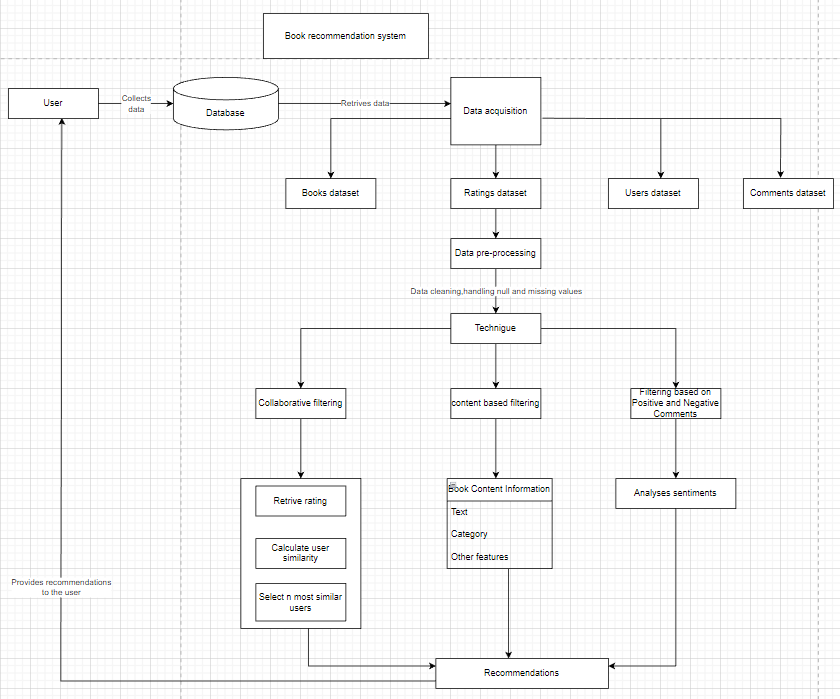 Book recommendation system
User
Collects
data
Database
Retrives data
Data acquisition
Books dataset
Ratings dataset
Users dataset
Comments dataset
Data pre-processing
Data cleaning,handling null and missing values
Technigue
Collaborative filtering
content based filtering
Filtering based on
Positive and Negative
Comments
Retrive rating
Calculate user
similarity
Select n most similar
users
Book Content Information
Text
Category
Other features
Analyses sentiments
Provides recommendations
to the user
Recommendations